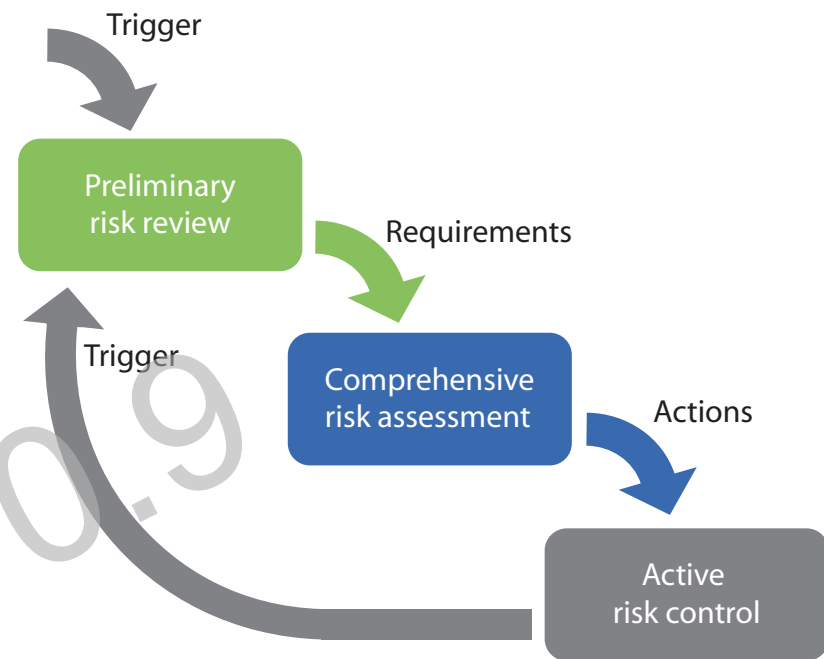 Trigger
Preliminary
risk review
Requirements
Trigger
Comprehensive
risk assessment
Actions
0.9
Active
risk control